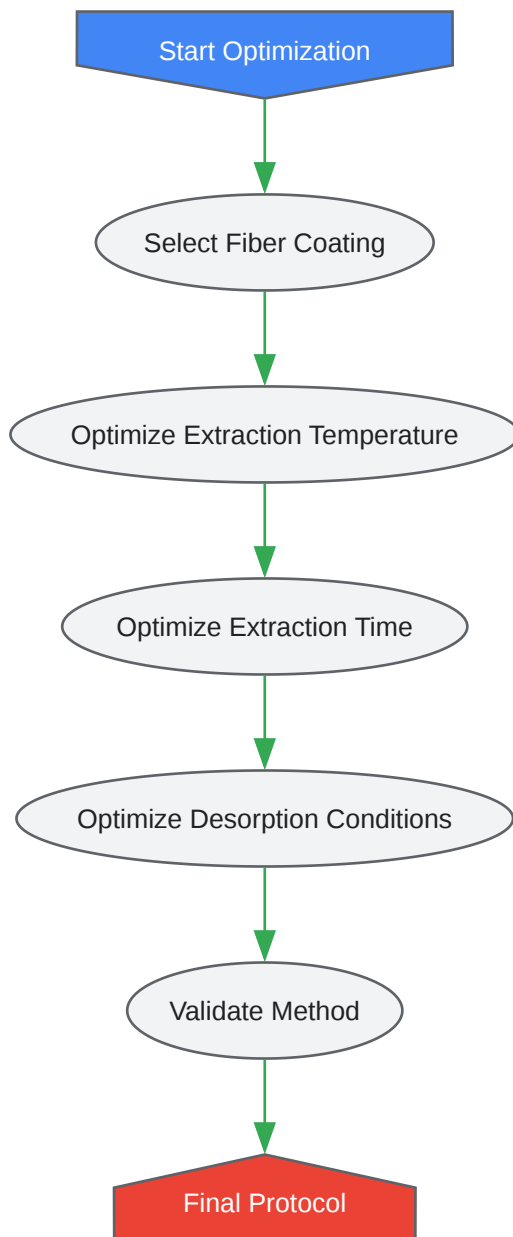 Start Optimization
Select Fiber Coating
Optimize Extraction Temperature
Optimize Extraction Time
Optimize Desorption Conditions
Validate Method
Final Protocol